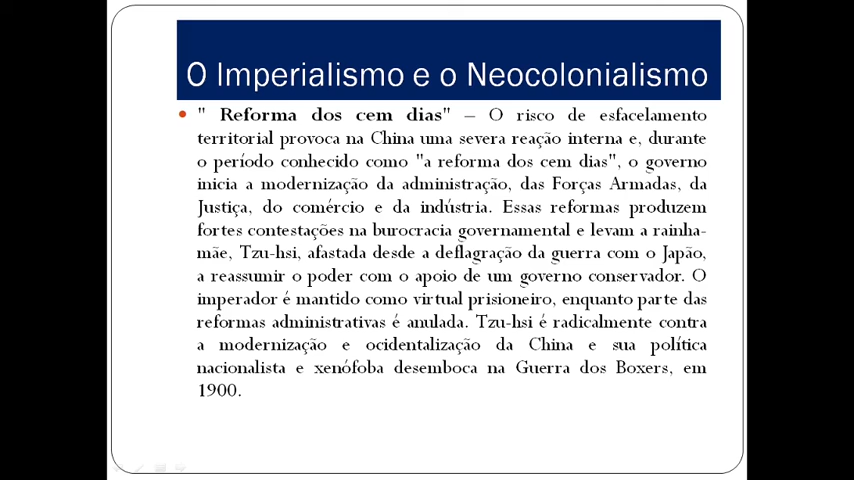 O Imperialismo e o Neocolonialismo
• " Reforma dos cem dias" – O risco de esfacelamento
territorial provoca na China uma severa reação interna e, durante
o período conhecido como "a reforma dos cem dias", o governo
inicia a modernização da administração, das Forças Armadas, da
Justiça, do comércio e da indústria. Essas reformas produzem
fortes contestações na burocracia governamental e levam a rainha-
mãe, Tzu-hsi, afastada desde a deflagração da guerra com o Japão,
a reassumir o poder com o apoio de um governo conservador. O
imperador é mantido como virtual prisioneiro, enquanto parte das
reformas administrativas é anulada. Tzu-hsi é radicalmente contra
a modernização e ocidentalização da China e sua política
nacionalista e xenófoba desemboca na Guerra dos Boxers, em
1900.